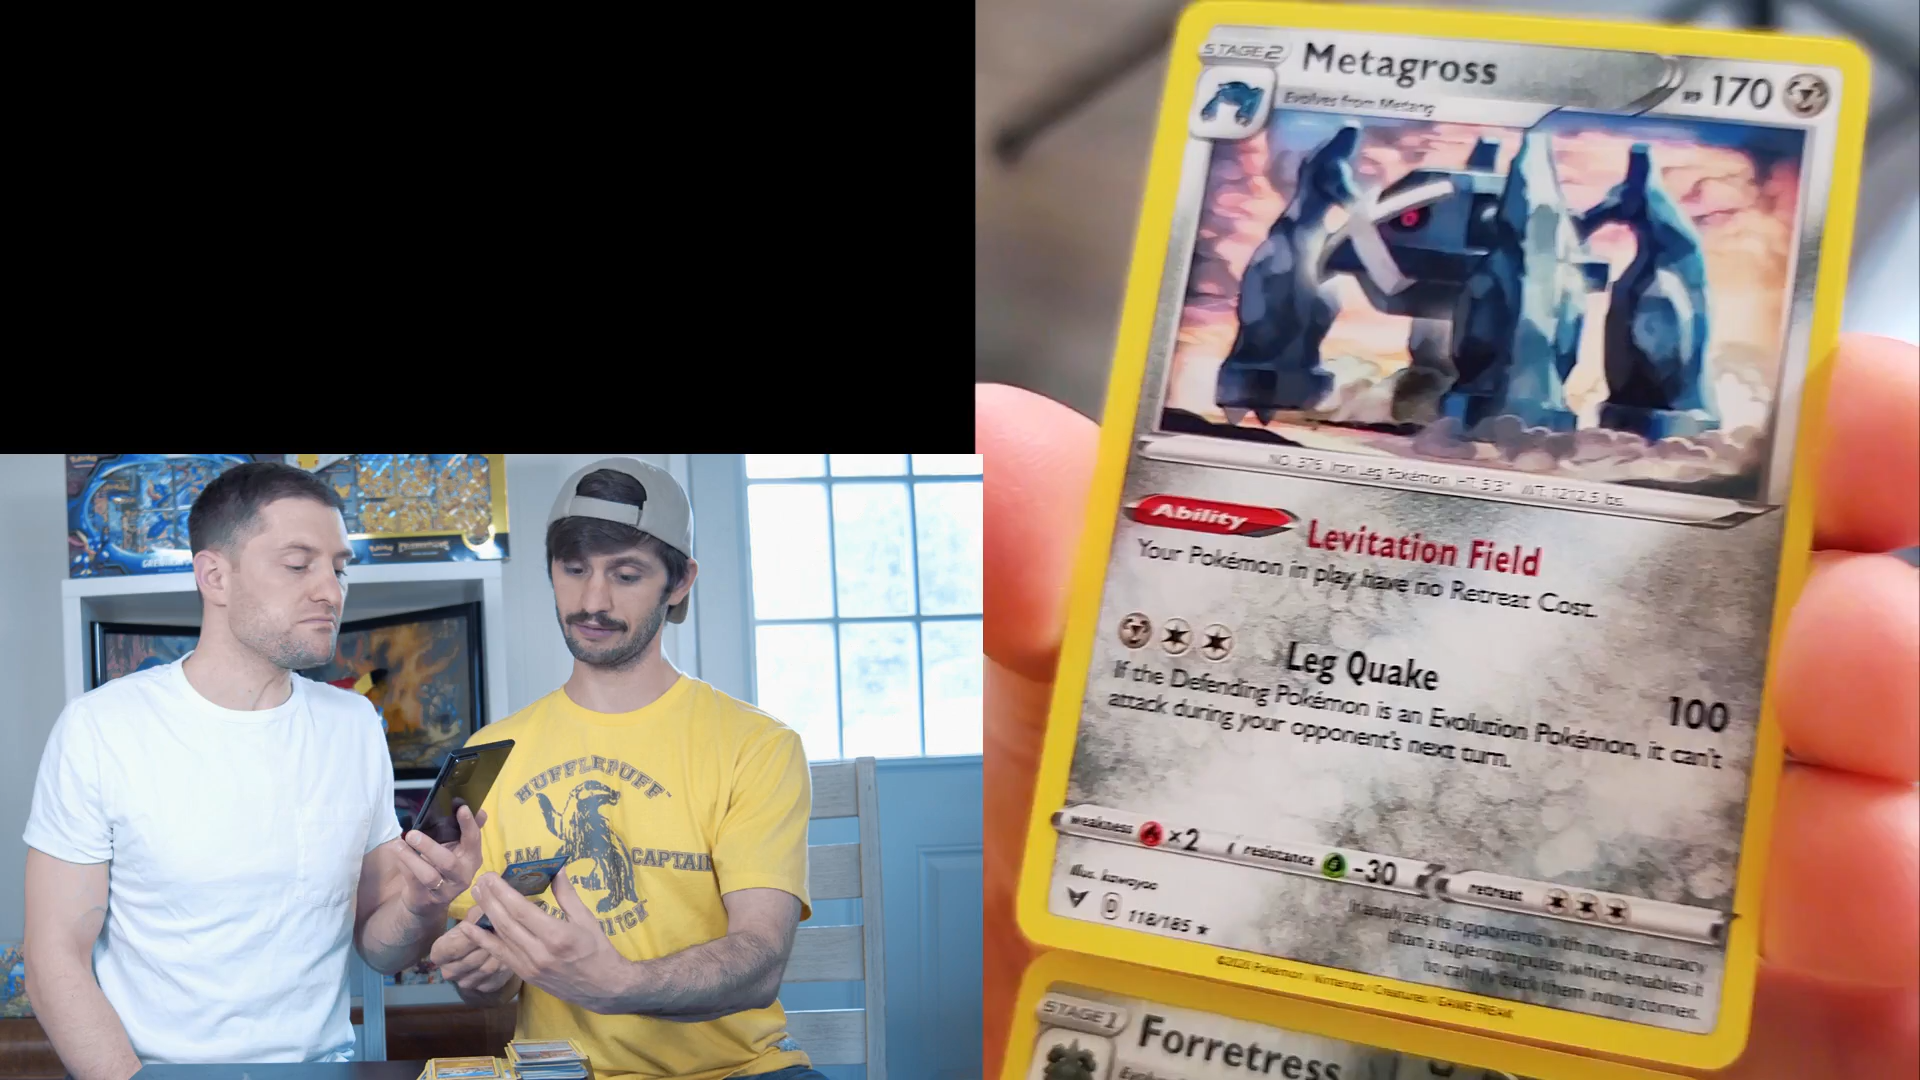 STAGE 2
Metagross
HP 170
Evolves from Metang
NO. 376 Iron Leg Pokémon HT: 5'3" WT: 1212.5 lbs.
Ability Levitation Field
Your Pokémon in play have no Retreat Cost.
Leg Quake 100
If the Defending Pokémon is an Evolution Pokémon, it can't
attack during your opponent's next turn.
weakness ×2
resistance -30
retreat
Illus. kawayoo
D 118/185 ★
It analyzes its opponents with more accuracy
than a supercomputer, which enables it
to calmly back them into a corner.
©2020 Pokémon / Nintendo / Creatures / GAME FREAK
STAGE 1
Forretress
HUFFLEPUFF
TEAM CAPTAIN